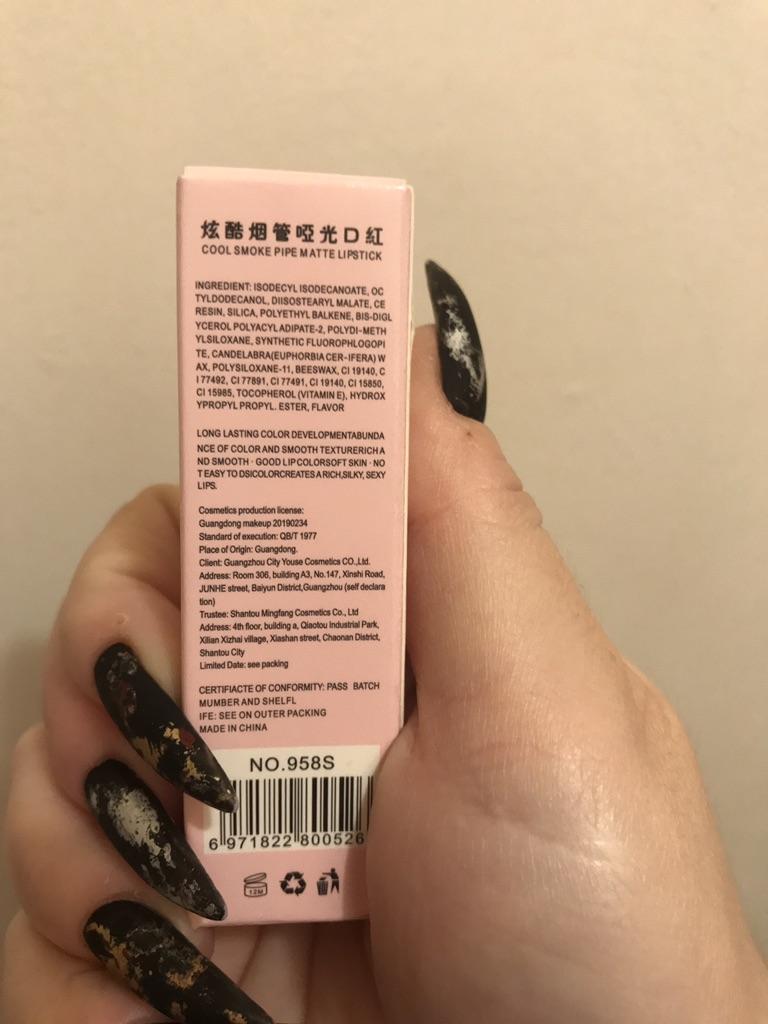 炫酷烟管哑光口紅
COOL SMOKE PIPE MATTE LIPSTICK
INGREDIENT: ISODECYL ISODECANOATE, OC
TYLDODECANOL, DIISOSTEARYL MALATE, CE
RESIN, SILICA, POLYETHYL BALKENE, BIS-DIGL
YCEROL POLYACYL ADIPATE-2, POLYDI-METH
YLSILOXANE, SYNTHETIC FLUOROPHLOGOPI
TE, CANDELABRA(EUPHORBIA CER-IFERA) W
AX, POLYSILOXANE-11, BEESWAX, CI 19140, C
I 77492, CI 77891, CI 77491, CI 19140, CI 15850,
CI 15985, TOCOPHEROL (VITAMIN E), HYDROX
YPROPYL PROPYL. ESTER, FLAVOR
LONG LASTING COLOR DEVELOPMENTABUNDA
NCE OF COLOR AND SMOOTH TEXTURERICH A
ND SMOOTH · GOOD LIPCOLORSOFT SKIN · NO
T EASY TO DSICOLORCREATES A RICH,SILKY, SEXY
LIPS.
Cosmetics production license:
Guangdong makeup 20190234
Standard of execution: QB/T 1977
Place of Origin: Guangdong.
Client: Guangzhou City Youse Cosmetics CO.,Ltd.
Address: Room 306, building A3, No.147, Xinshi Road,
JUNHE street, Baiyun District,Guangzhou (self declara
tion)
Trustee: Shantou Mingfang Cosmetics Co., Ltd
Address: 4th floor, building a, Qiaotou Industrial Park,
Xilian Xizhai village, Xiashan street, Chaonan District,
Shantou City
Limited Date: see packing
CERTIFIACTE OF CONFORMITY: PASS BATCH
MUMBER AND SHELFL
IFE: SEE ON OUTER PACKING
MADE IN CHINA
NO.958S
6 971822 800526
12M